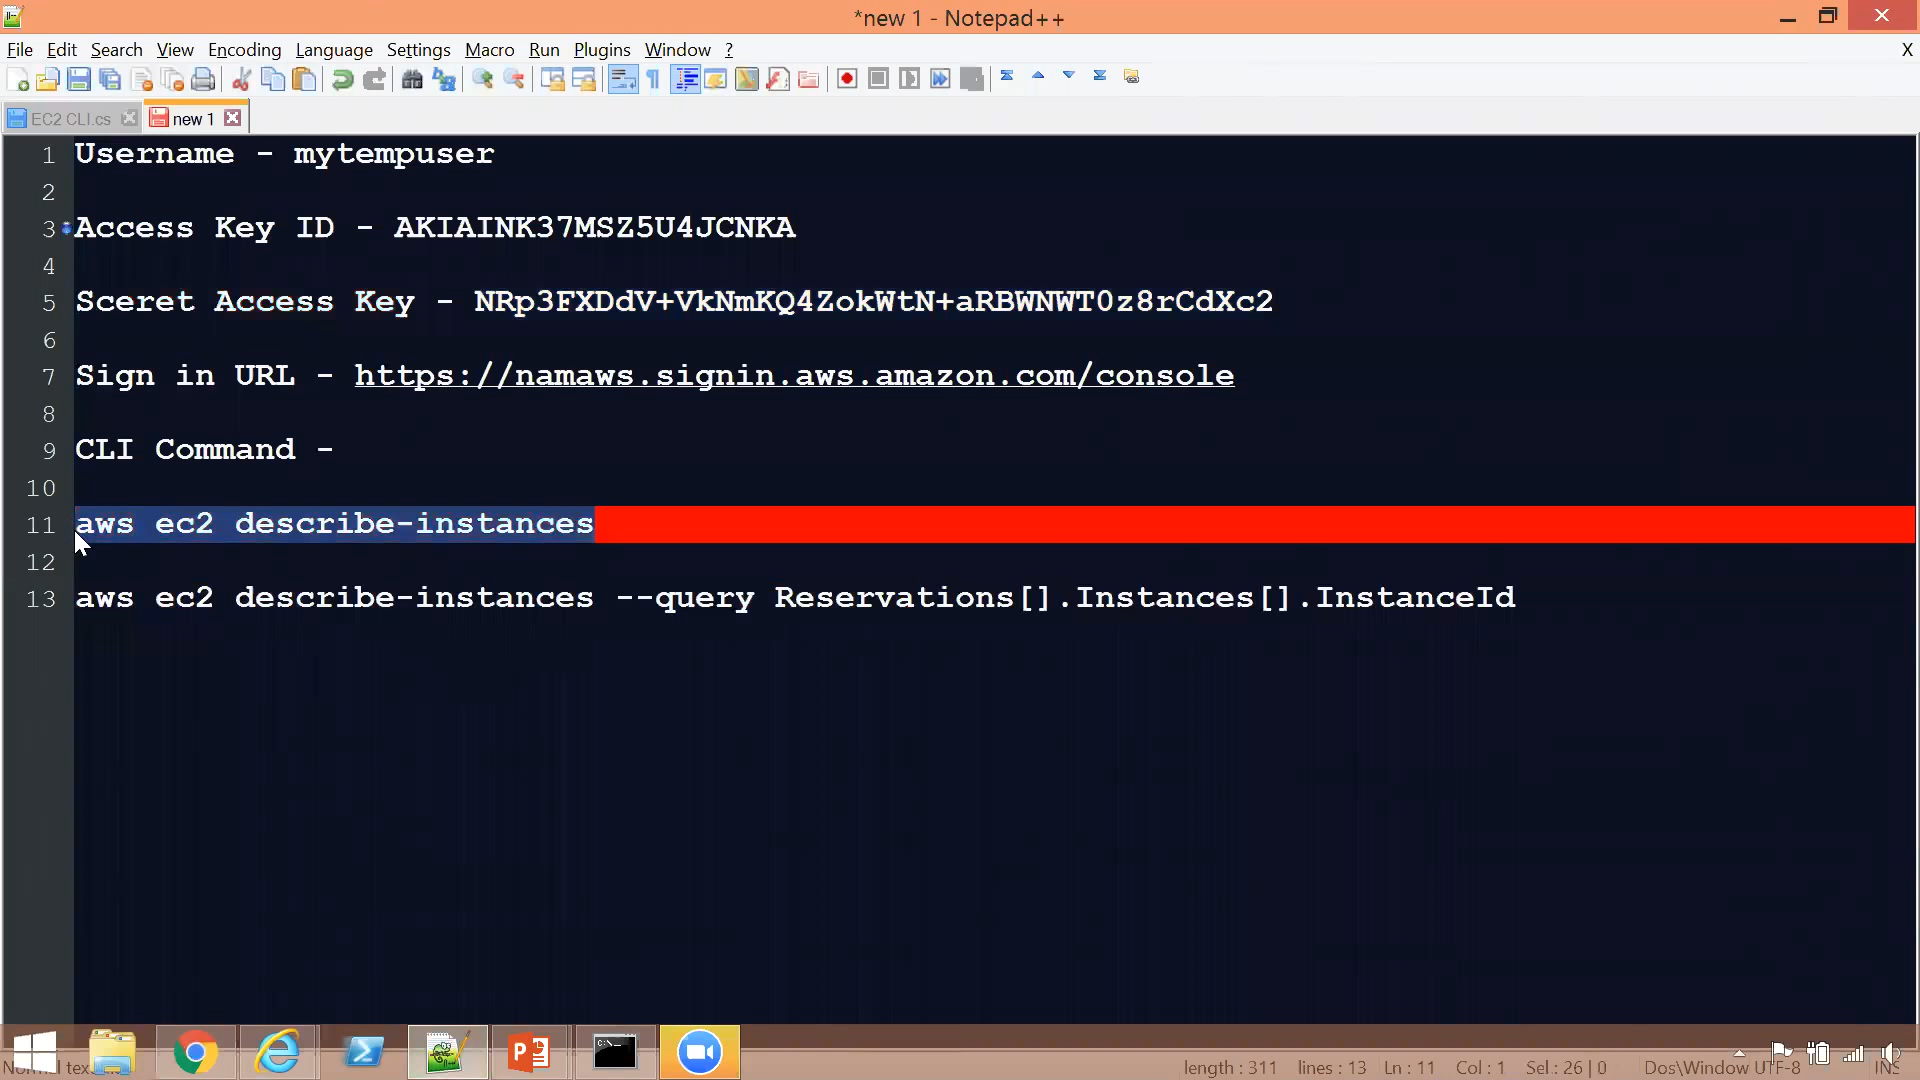 *new 1 - Notepad++
File Edit Search View Encoding Language Settings Macro Run Plugins Window ?
X
EC2 CLI.cs new 1
1 Username - mytempuser
2
3 Access Key ID - AKIAINK37MSZ5U4JCNKA
4
5 Sceret Access Key - NRp3FXDdV+VkNmKQ4ZokWtN+aRBWNWT0z8rCdXc2
6
7 Sign in URL - https://namaws.signin.aws.amazon.com/console
8
9 CLI Command -
10
11 aws ec2 describe-instances
12
13 aws ec2 describe-instances --query Reservations[].Instances[].InstanceId
length : 311 lines : 13 Ln : 11 Col : 1 Sel : 26 | 0 Dos\Window UTF-8 INS